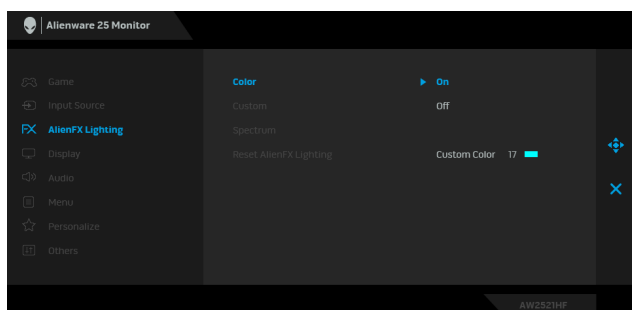 Alienware 25 Monitor
Game
Color
On
Input Source
Custom
Off
FX AlienFX Lighting
Spectrum
Display
Reset AlienFX Lighting
Custom Color 17
Audio
Menu
Personalize
Others
AW2521HF